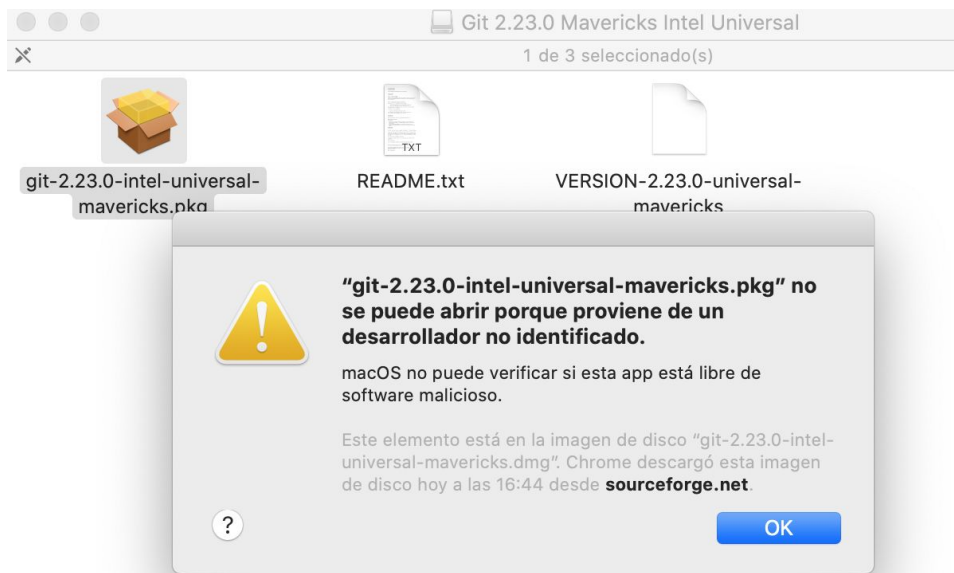 Git 2.23.0 Mavericks Intel Universal
1 de 3 seleccionado(s)
TXT
git-2.23.0-intel-universal-
mavericks.pkg
README.txt
VERSION-2.23.0-universal-
mavericks
“git-2.23.0-intel-universal-mavericks.pkg” no
se puede abrir porque proviene de un
desarrollador no identificado.
macOS no puede verificar si esta app está libre de
software malicioso.
Este elemento está en la imagen de disco “git-2.23.0-intel-
universal-mavericks.dmg”. Chrome descargó esta imagen
de disco hoy a las 16:44 desde sourceforge.net.
?
OK